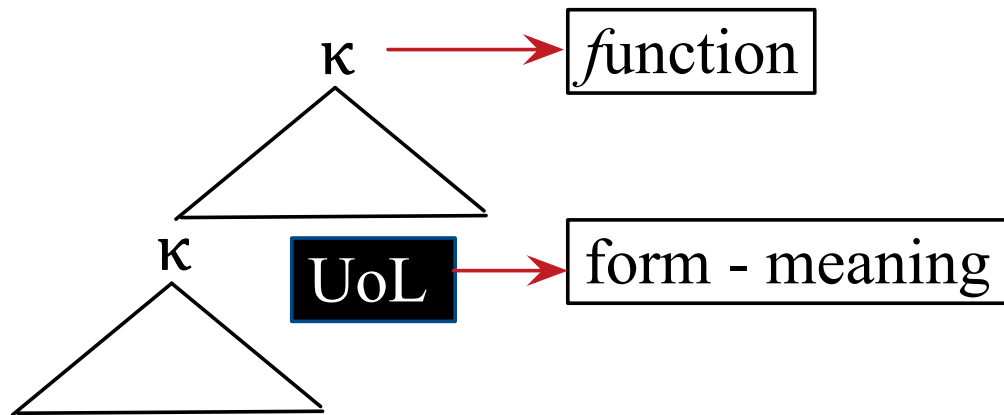 κ
function
κ
UoL
form - meaning